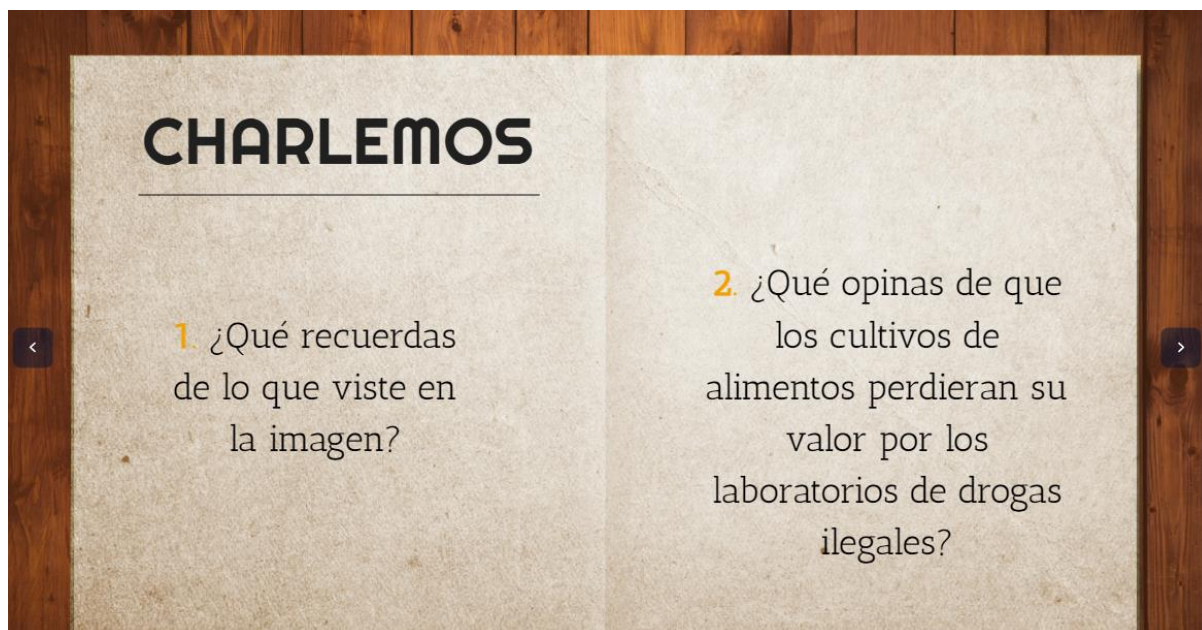 CHARLEMOS
1. ¿Qué recuerdas
de lo que viste en
la imagen?
2. ¿Qué opinas de que
los cultivos de
alimentos perdieran su
valor por los
laboratorios de drogas
ilegales?